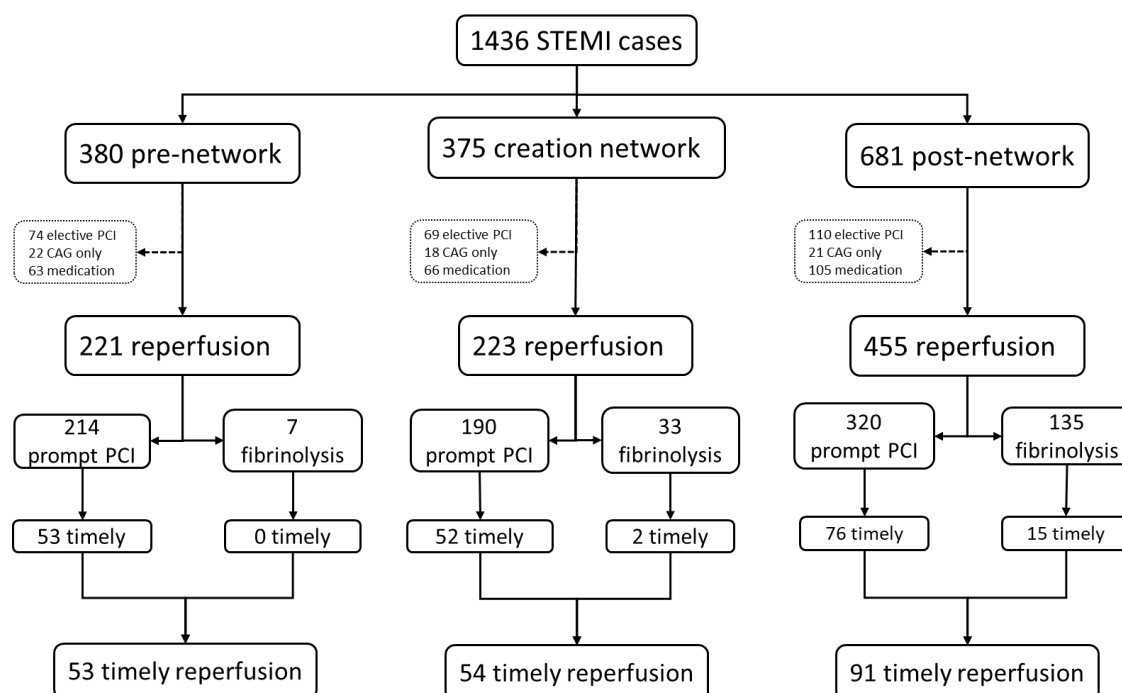 1436 STEMI cases
380 pre-network
375 creation network
681 post-network
74 elective PCI
22 CAG only
63 medication
69 elective PCI
18 CAG only
66 medication
110 elective PCI
21 CAG only
105 medication
221 reperfusion
223 reperfusion
455 reperfusion
214
prompt PCI
7
fibrinolysis
190
prompt PCI
33
fibrinolysis
320
prompt PCI
135
fibrinolysis
53 timely
0 timely
52 timely
2 timely
76 timely
15 timely
53 timely reperfusion
54 timely reperfusion
91 timely reperfusion